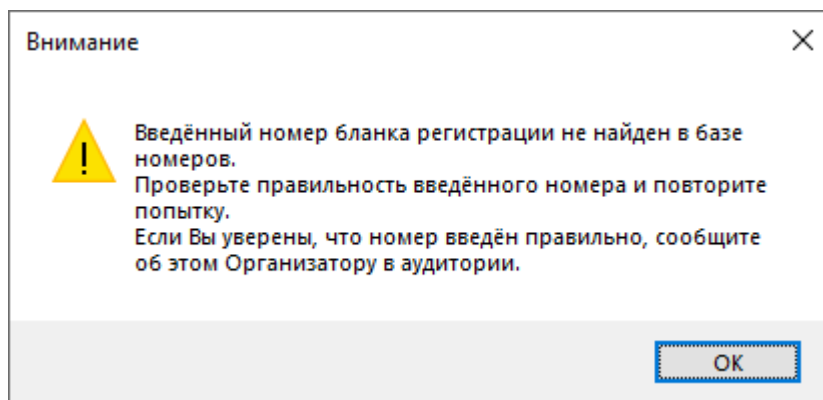 Внимание
Введённый номер бланка регистрации не найден в базе
номеров.
Проверьте правильность введённого номера и повторите
попытку.
Если Вы уверены, что номер введён правильно, сообщите
об этом Организатору в аудитории.
ОК